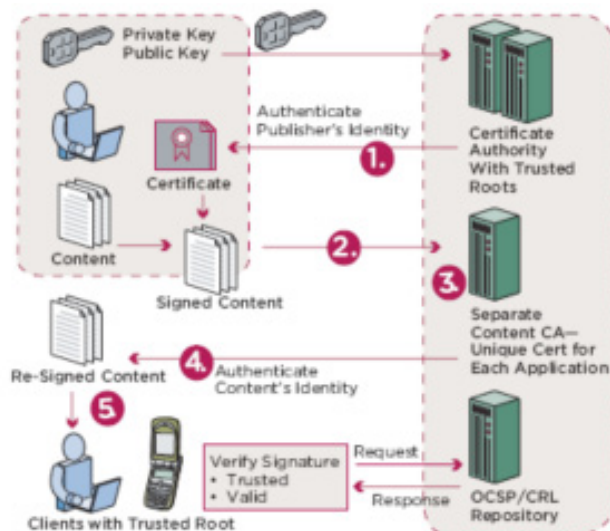 Private Key
Public Key
Authenticate
Publisher's Identity
1.
Certificate
Authority
With Trusted
Roots
Certificate
Content
Signed Content
2.
3.
Separate
Content CA—
Unique Cert for
Each Application
4.
Authenticate
Content's Identity
Re-Signed Content
5.
Verify Signature
• Trusted
• Valid
Request
Response
OCSP/CRL
Repository
Clients with Trusted Root